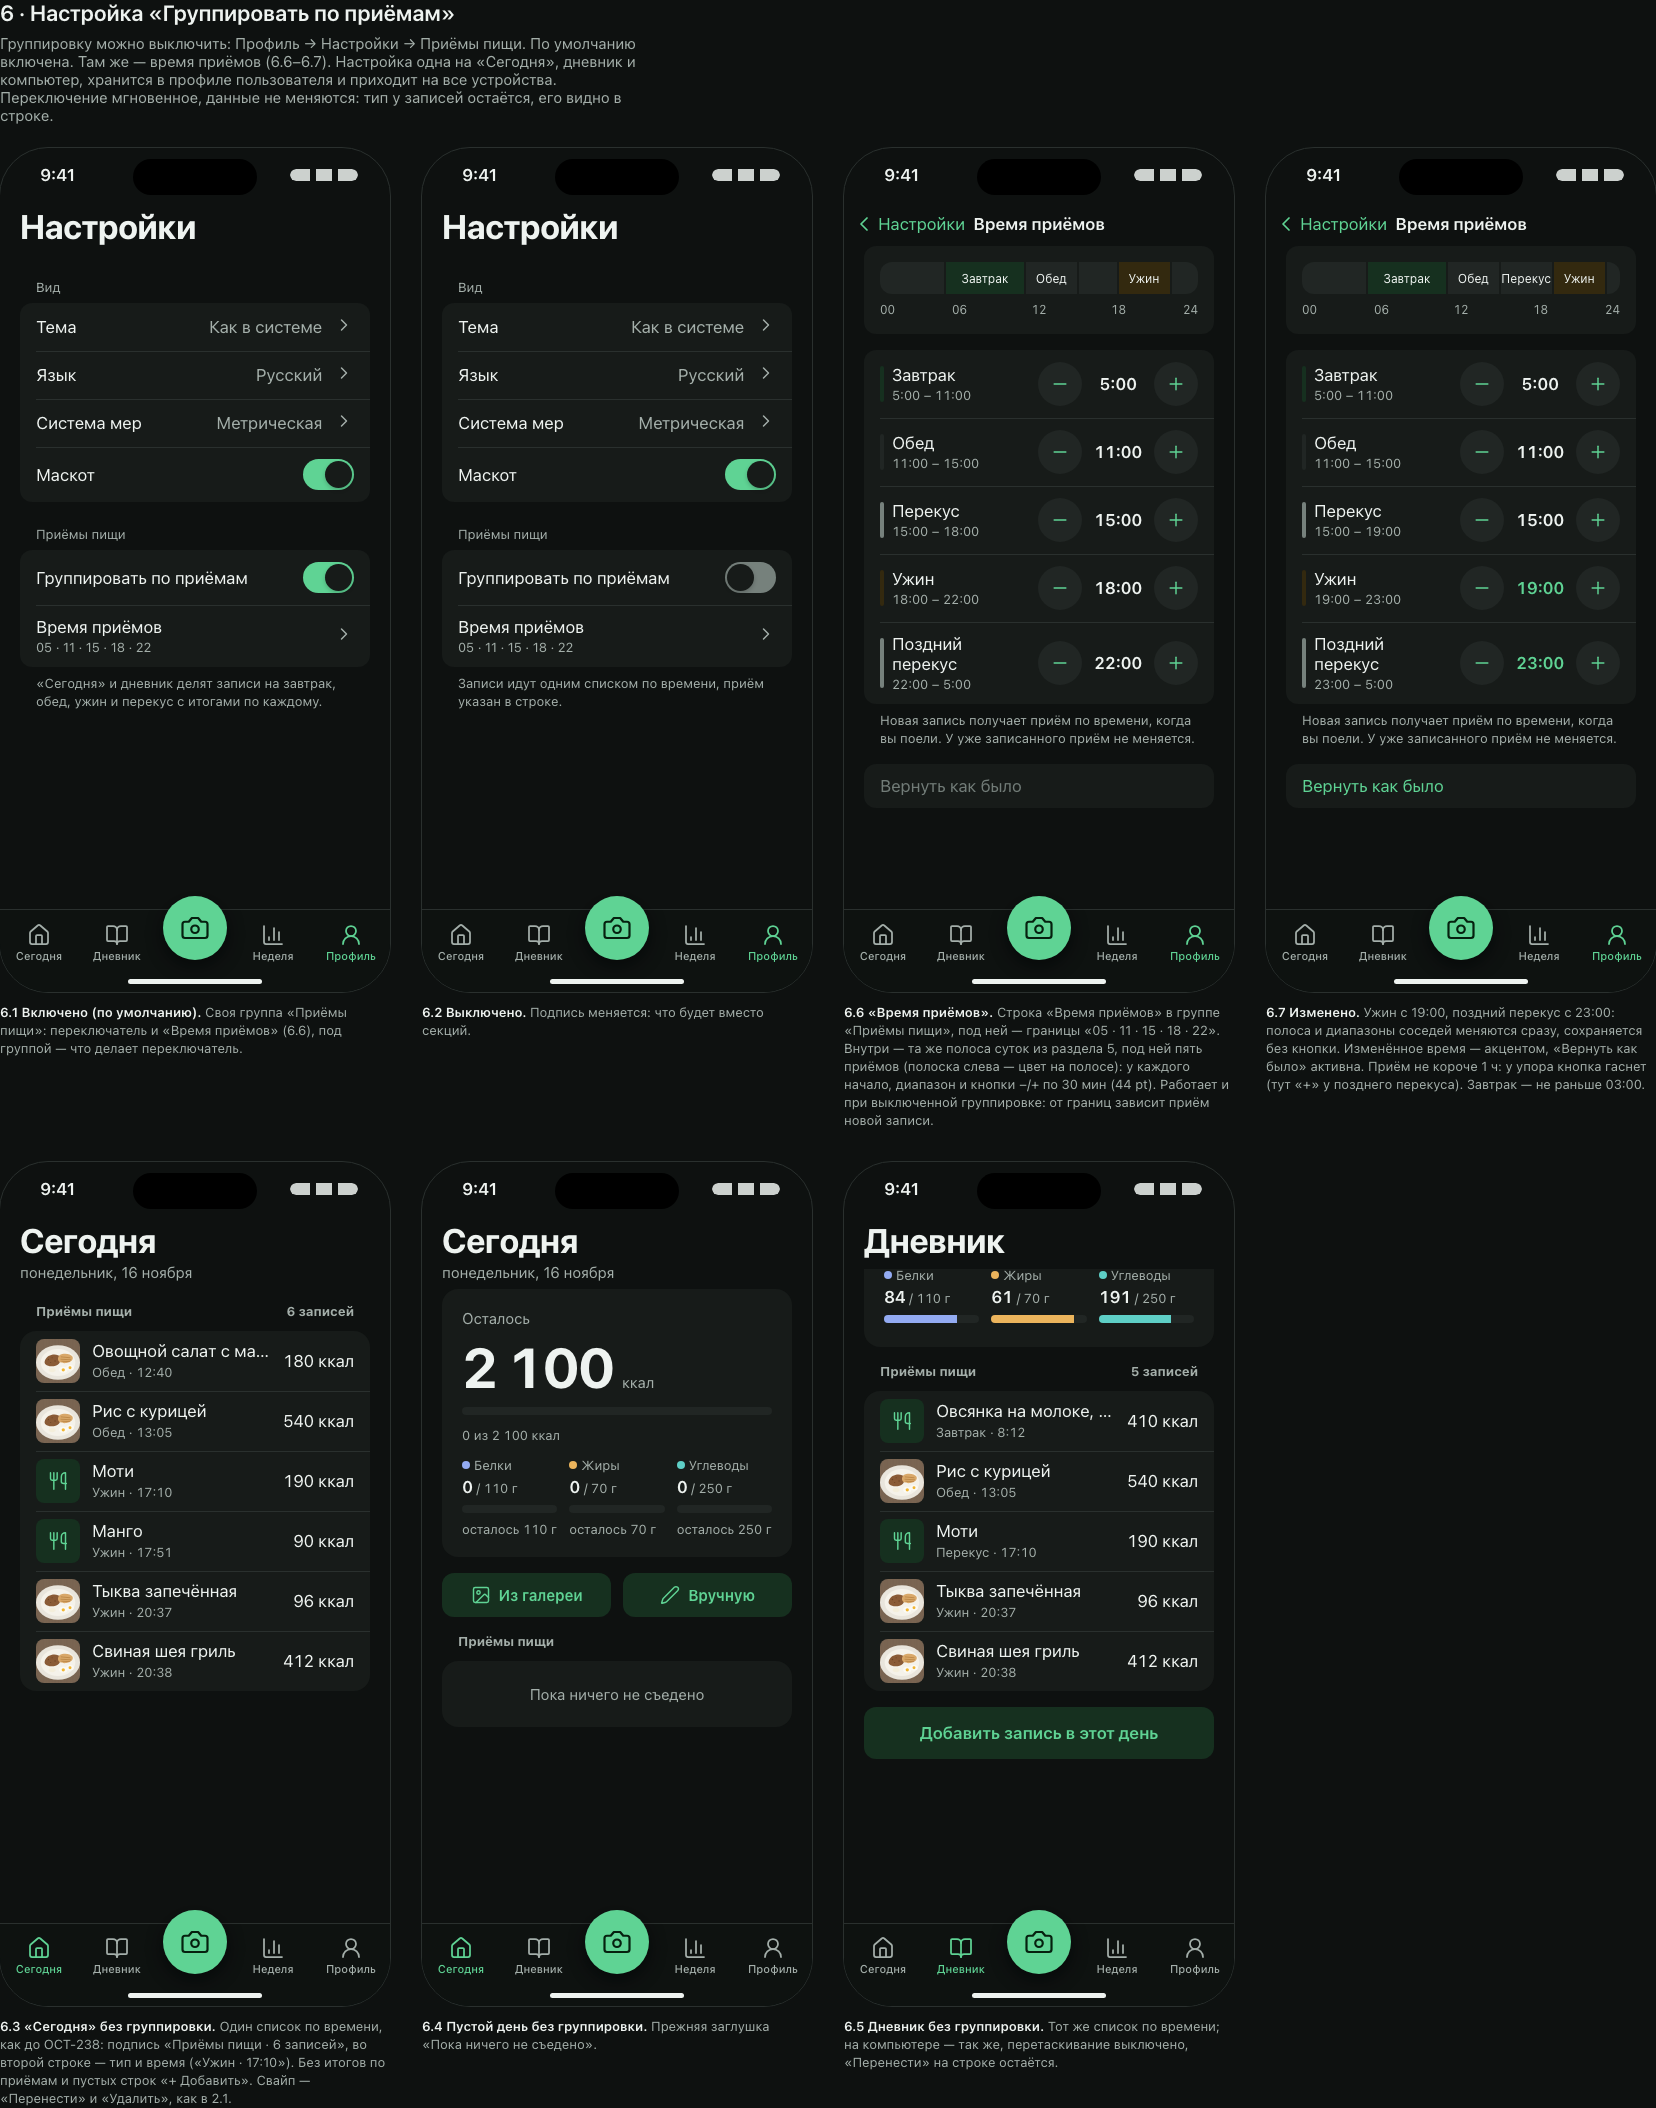 6 · Настройка «Группировать по приёмам»
Группировку можно выключить: Профиль → Настройки → Приёмы пищи. По умолчанию
включена. Там же — время приёмов (6.6–6.7). Настройка одна на «Сегодня», дневник и
компьютер, хранится в профиле пользователя и приходит на все устройства.
Переключение мгновенное, данные не меняются: тип у записей остаётся, его видно в
строке.
9:41
Настройки
Вид
Тема Как в системе
Язык Русский
Система мер Метрическая
Маскот
Приёмы пищи
Группировать по приёмам
Время приёмов
05 · 11 · 15 · 18 · 22
«Сегодня» и дневник делят записи на завтрак,
обед, ужин и перекус с итогами по каждому.
Сегодня Дневник Неделя Профиль
6.1 Включено (по умолчанию). Своя группа «Приёмы
пищи»: переключатель и «Время приёмов» (6.6), под
группой — что делает переключатель.
9:41
Настройки
Вид
Тема Как в системе
Язык Русский
Система мер Метрическая
Маскот
Приёмы пищи
Группировать по приёмам
Время приёмов
05 · 11 · 15 · 18 · 22
Записи идут одним списком по времени, приём
указан в строке.
Сегодня Дневник Неделя Профиль
6.2 Выключено. Подпись меняется: что будет вместо
секций.
9:41
Настройки Время приёмов
Завтрак Обед Ужин
00 06 12 18 24
Завтрак
5:00 – 11:00
− 5:00 +
Обед
11:00 – 15:00
− 11:00 +
Перекус
15:00 – 18:00
− 15:00 +
Ужин
18:00 – 22:00
− 18:00 +
Поздний
перекус
22:00 – 5:00
− 22:00 +
Новая запись получает приём по времени, когда
вы поели. У уже записанного приём не меняется.
Вернуть как было
Сегодня Дневник Неделя Профиль
6.6 «Время приёмов». Строка «Время приёмов» в группе
«Приёмы пищи», под ней — границы «05 · 11 · 15 · 18 · 22».
Внутри — та же полоса суток из раздела 5, под ней пять
приёмов (полоска слева — цвет на полосе): у каждого
начало, диапазон и кнопки −/+ по 30 мин (44 pt). Работает и
при выключенной группировке: от границ зависит приём
новой записи.
9:41
Настройки Время приёмов
Завтрак Обед Перекус Ужин
00 06 12 18 24
Завтрак
5:00 – 11:00
− 5:00 +
Обед
11:00 – 15:00
− 11:00 +
Перекус
15:00 – 19:00
− 15:00 +
Ужин
19:00 – 23:00
− 19:00 +
Поздний
перекус
23:00 – 5:00
− 23:00 +
Новая запись получает приём по времени, когда
вы поели. У уже записанного приём не меняется.
Вернуть как было
Сегодня Дневник Неделя Профиль
6.7 Изменено. Ужин с 19:00, поздний перекус с 23:00:
полоса и диапазоны соседей меняются сразу, сохраняется
без кнопки. Изменённое время — акцентом, «Вернуть как
было» активна. Приём не короче 1 ч: у упора кнопка гаснет
(тут «+» у позднего перекуса). Завтрак — не раньше 03:00.
9:41
Сегодня
понедельник, 16 ноября
Приёмы пищи 6 записей
Овощной салат с ма... 180 ккал
Обед · 12:40
Рис с курицей 540 ккал
Обед · 13:05
Моти 190 ккал
Ужин · 17:10
Манго 90 ккал
Ужин · 17:51
Тыква запечённая 96 ккал
Ужин · 20:37
Свиная шея гриль 412 ккал
Ужин · 20:38
Сегодня Дневник Неделя Профиль
6.3 «Сегодня» без группировки. Один список по времени,
как до ОСТ-238: подпись «Приёмы пищи · 6 записей», во
второй строке — тип и время («Ужин · 17:10»). Без итогов по
приёмам и пустых строк «+ Добавить». Свайп —
«Перенести» и «Удалить», как в 2.1.
9:41
Сегодня
понедельник, 16 ноября
Осталось
2 100 ккал
0 из 2 100 ккал
Белки Жиры Углеводы
0 / 110 г 0 / 70 г 0 / 250 г
осталось 110 г осталось 70 г осталось 250 г
Из галереи Вручную
Приёмы пищи
Пока ничего не съедено
Сегодня Дневник Неделя Профиль
6.4 Пустой день без группировки. Прежняя заглушка
«Пока ничего не съедено».
9:41
Дневник
Белки Жиры Углеводы
84 / 110 г 61 / 70 г 191 / 250 г
Приёмы пищи 5 записей
Овсянка на молоке, ... 410 ккал
Завтрак · 8:12
Рис с курицей 540 ккал
Обед · 13:05
Моти 190 ккал
Перекус · 17:10
Тыква запечённая 96 ккал
Ужин · 20:37
Свиная шея гриль 412 ккал
Ужин · 20:38
Добавить запись в этот день
Сегодня Дневник Неделя Профиль
6.5 Дневник без группировки. Тот же список по времени;
на компьютере — так же, перетаскивание выключено,
«Перенести» на строке остаётся.